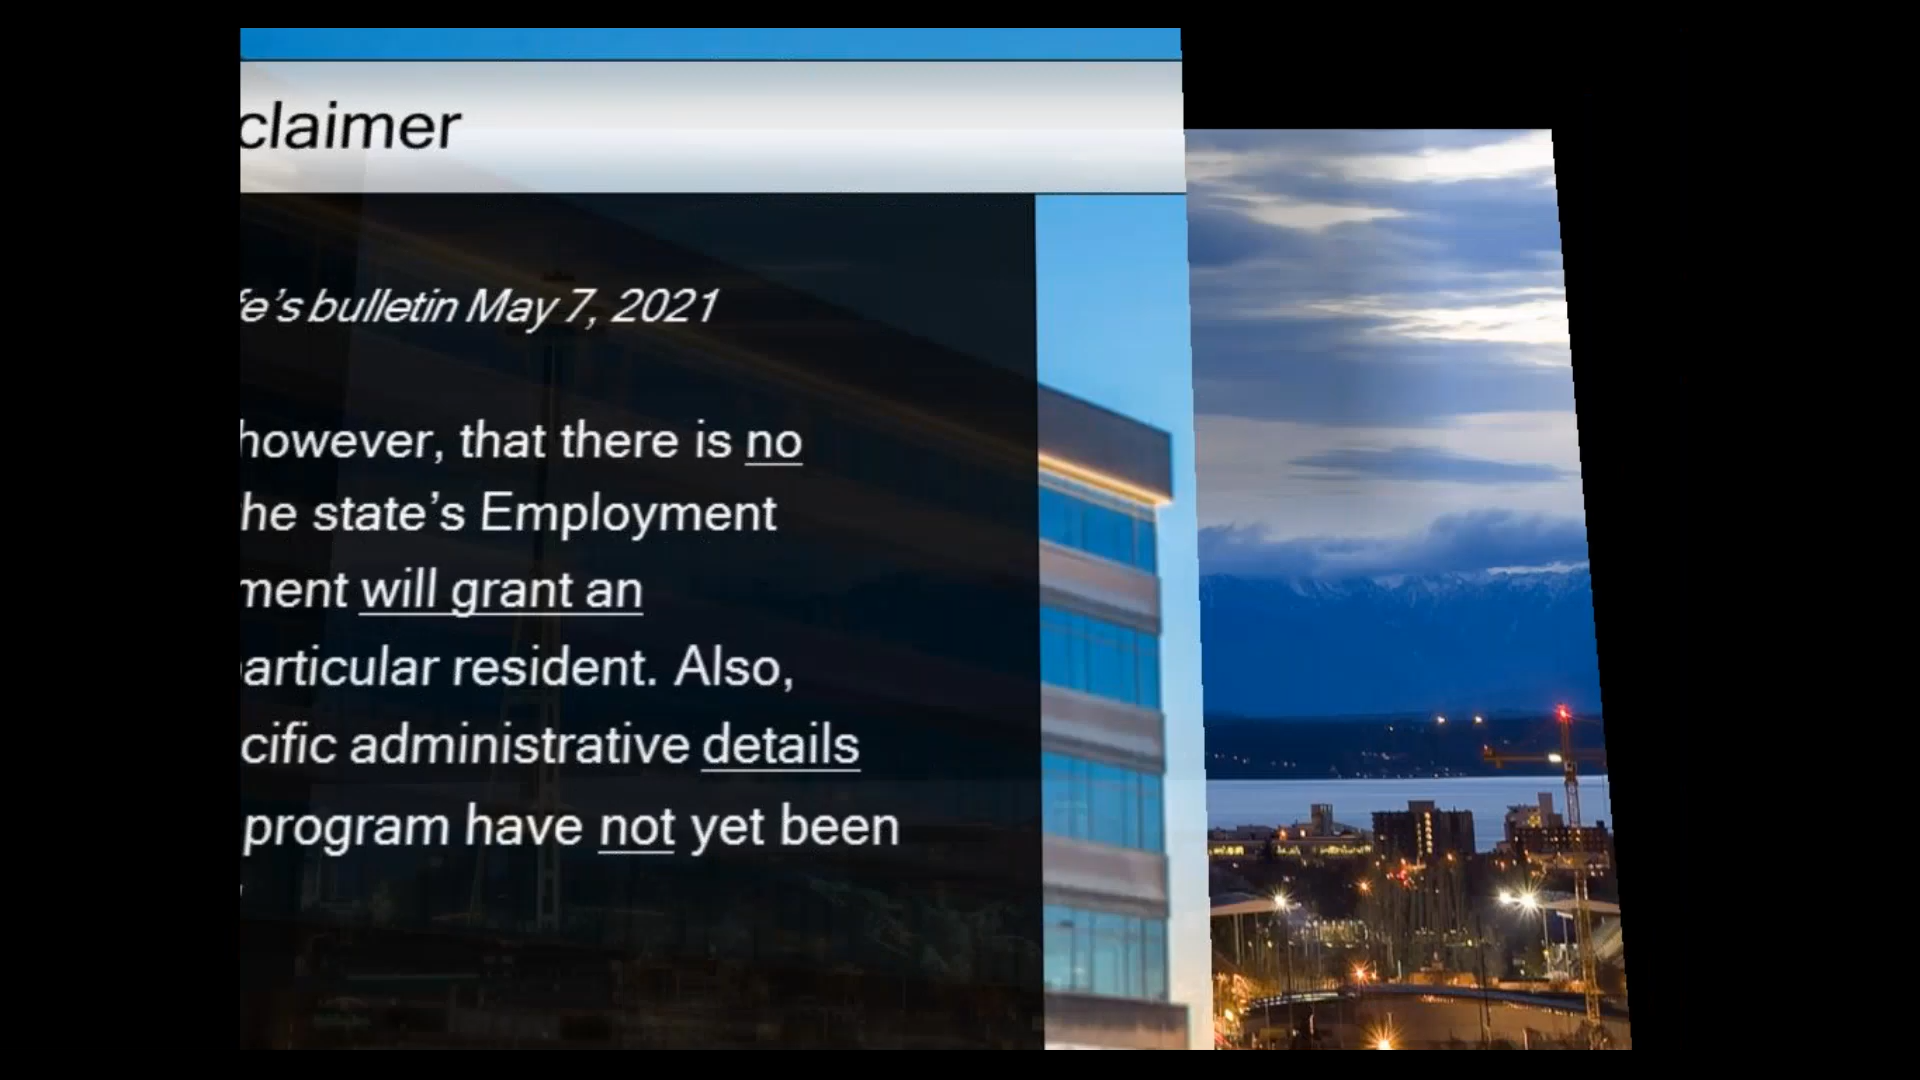 claimer
fe's bulletin May 7, 2021
however, that there is no
he state's Employment
ment will grant an
articular resident. Also,
cific administrative details
program have not yet been